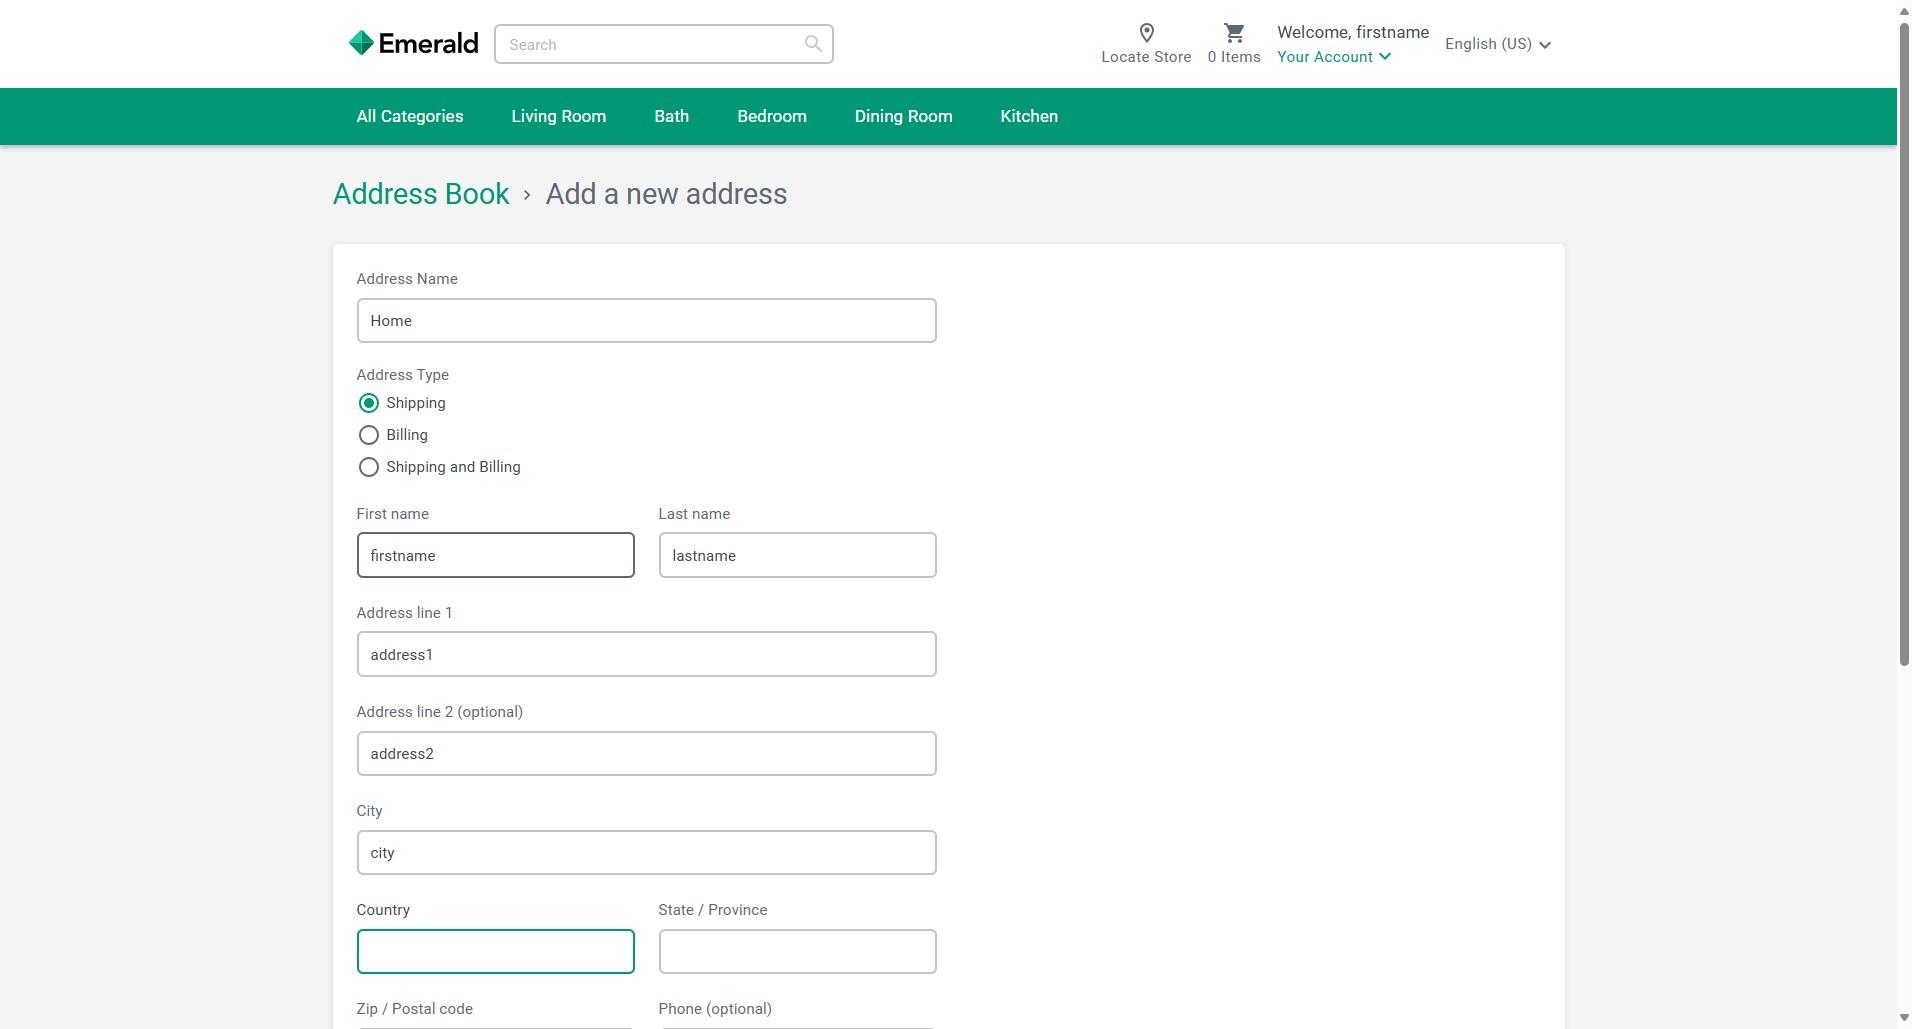 Emerald
Search
Locate Store
0 Items
Welcome, firstname
Your Account
English (US)
All Categories
Living Room
Bath
Bedroom
Dining Room
Kitchen
Address Book › Add a new address
Address Name
Home
Address Type
Shipping
Billing
Shipping and Billing
First name
Last name
firstname
lastname
Address line 1
address1
Address line 2 (optional)
address2
City
city
Country
State / Province
Zip / Postal code
Phone (optional)